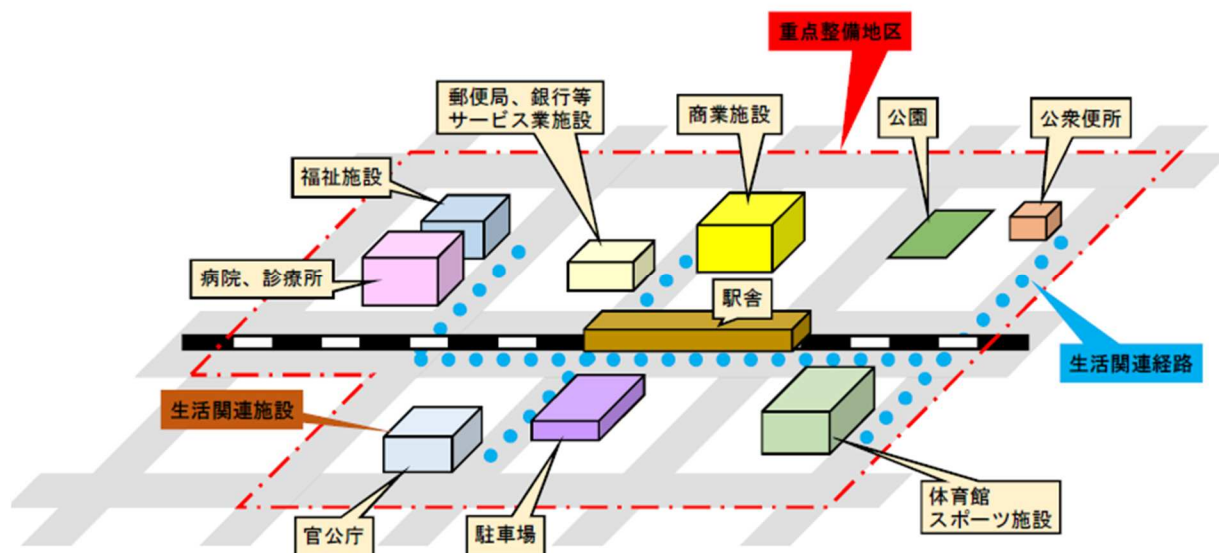 重点整備地区
郵便局、銀行等
サービス業施設
商業施設
公園
公衆便所
福祉施設
病院、診療所
駅舎
生活関連経路
生活関連施設
官公庁
駐車場
体育館
スポーツ施設